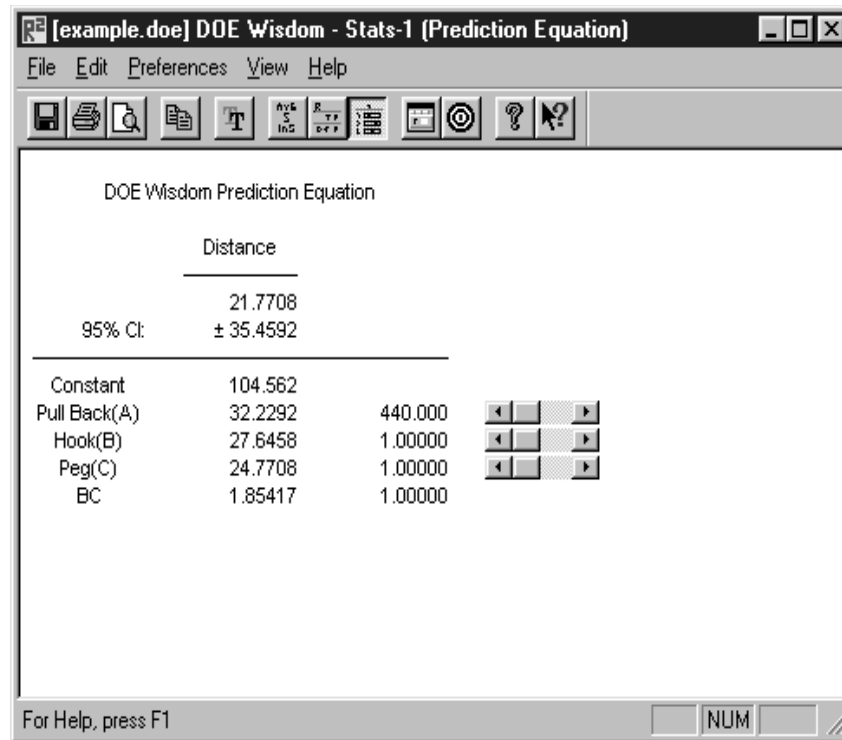 [example.doe] DOE Wisdom - Stats-1 (Prediction Equation)
File Edit Preferences View Help
DOE Wisdom Prediction Equation
Distance
21.7708
95% CI: ± 35.4592
Constant 104.562
Pull Back(A) 32.2292 440.000
Hook(B) 27.6458 1.00000
Peg(C) 24.7708 1.00000
BC 1.85417 1.00000
For Help, press F1 NUM